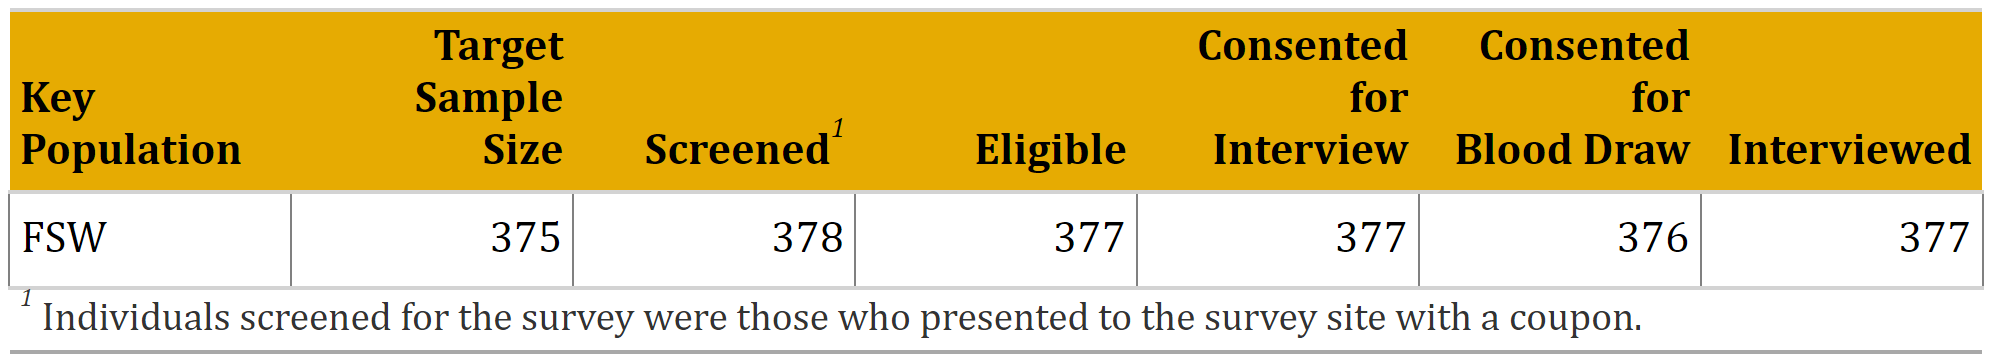 Key Population Target Sample Size Screened1 Eligible Consented for Interview Consented for Blood Draw Interviewed
FSW 375 378 377 377 376 377
1 Individuals screened for the survey were those who presented to the survey site with a coupon.